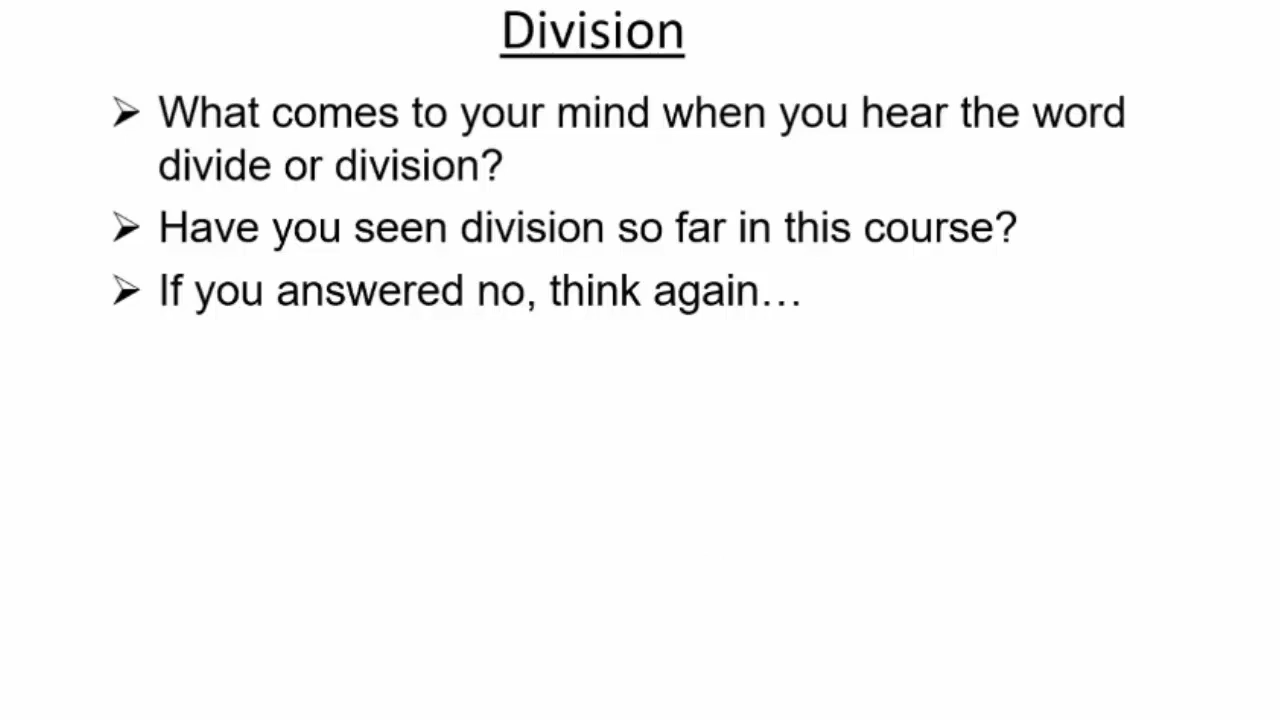 Division
➢ What comes to your mind when you hear the word
divide or division?
➢ Have you seen division so far in this course?
➢ If you answered no, think again…